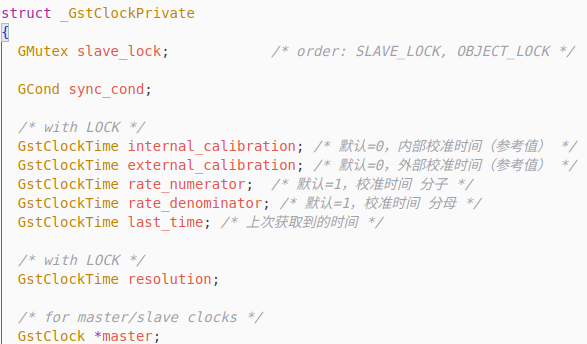 struct _GstClockPrivate
{
GMutex slave_lock; /* order: SLAVE_LOCK, OBJECT_LOCK */
GCond sync_cond;
/* with LOCK */
GstClockTime internal_calibration; /* 默认=0，内部校准时间（参考值） */
GstClockTime external_calibration; /* 默认=0，外部校准时间（参考值） */
GstClockTime rate_numerator; /* 默认=1，校准时间 分子 */
GstClockTime rate_denominator; /* 默认=1，校准时间 分母 */
GstClockTime last_time; /* 上次获取到的时间 */
/* with LOCK */
GstClockTime resolution;
/* for master/slave clocks */
GstClock *master;